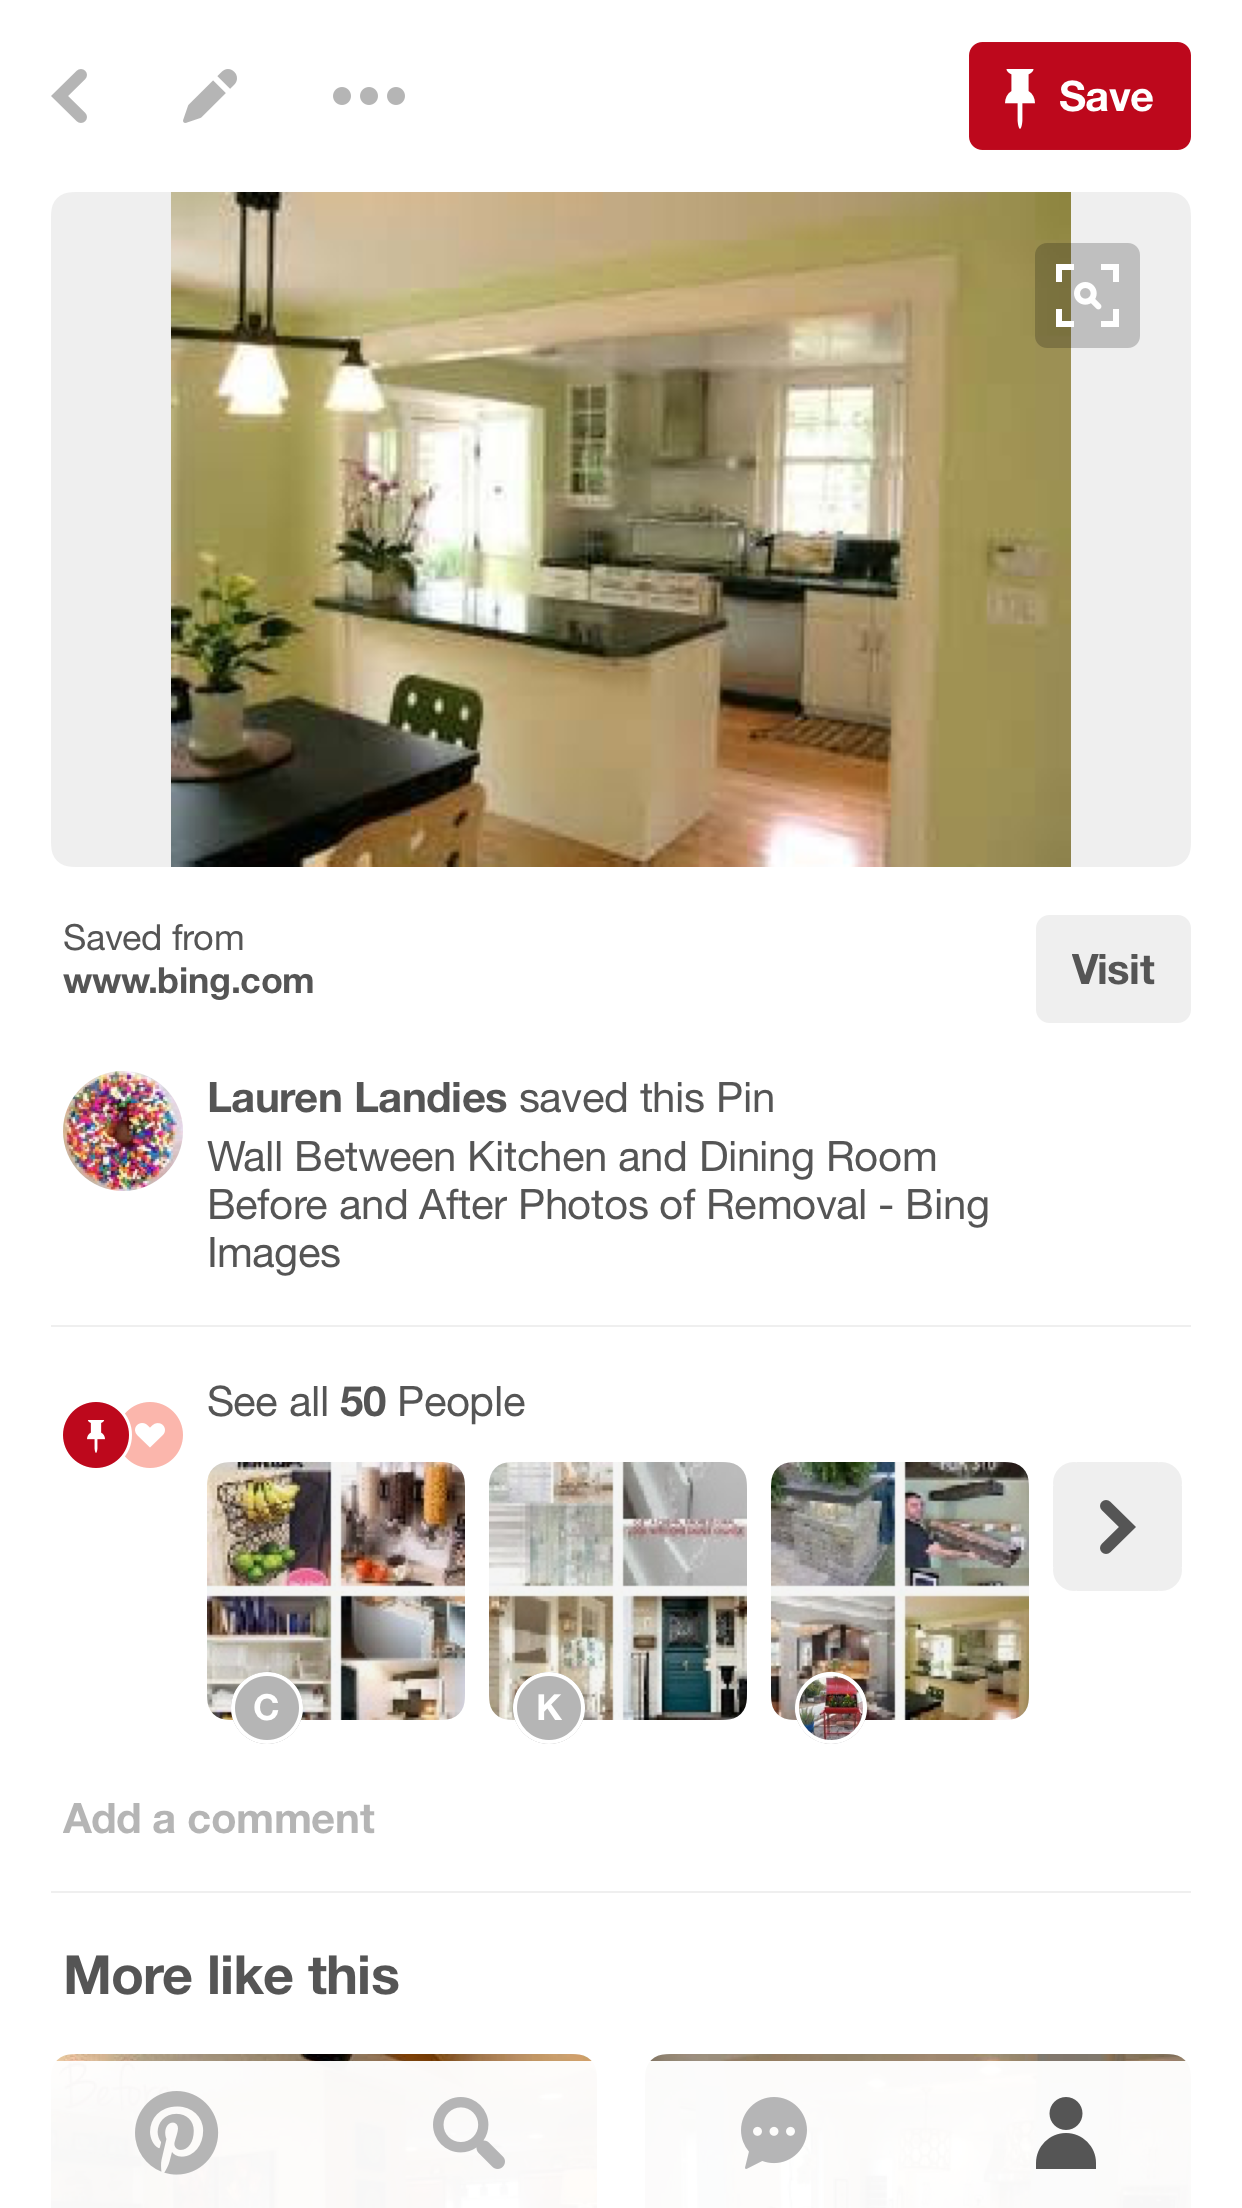 Save
Saved from
www.bing.com
Visit
Lauren Landies saved this Pin
Wall Between Kitchen and Dining Room
Before and After Photos of Removal - Bing
Images
See all 50 People
C
K
Add a comment
More like this